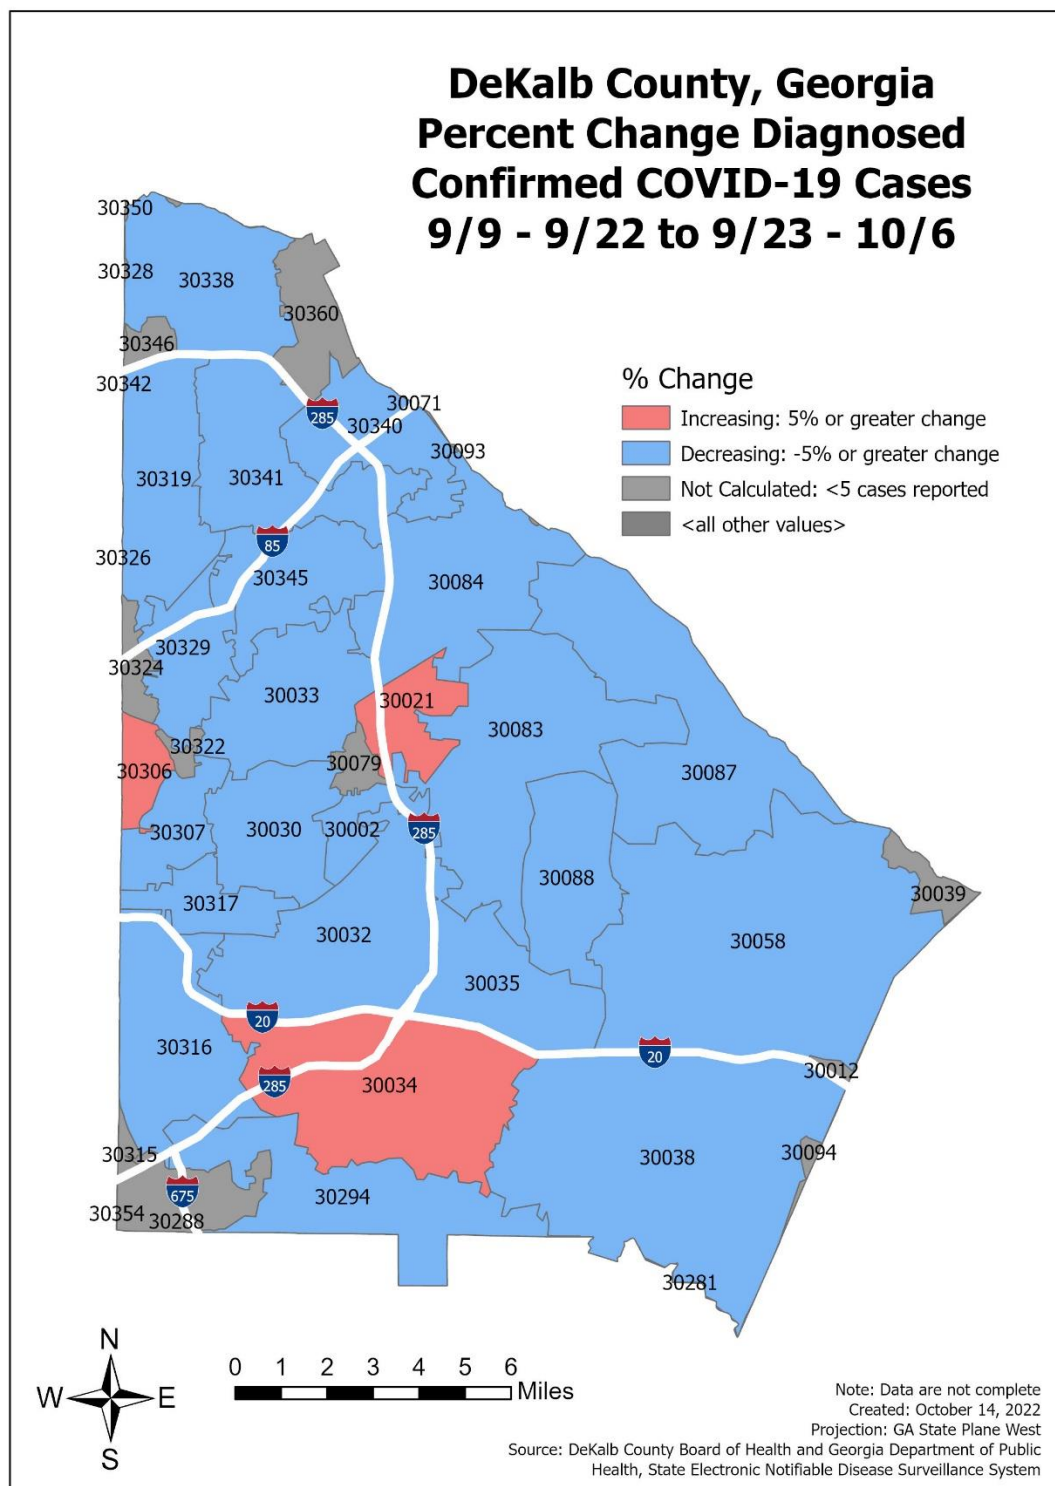 DeKalb County, Georgia
Percent Change Diagnosed
Confirmed COVID-19 Cases
9/9 - 9/22 to 9/23 - 10/6
30350
30328
30338
30360
30346
30342
30071
285
30340
30093
30319
30341
85
30326
30345
30084
30329
30324
30033
30021
30322
30083
30306
30079
30087
30307
30030
30002
285
30088
30039
30317
30032
30058
30035
20
30316
20
30012
285
30034
30315
30094
30038
675
30294
30354
30288
30281
% Change
Increasing: 5% or greater change
Decreasing: -5% or greater change
Not Calculated: <5 cases reported
<all other values>
N
W
E
S
0 1 2 3 4 5 6
Miles
Note: Data are not complete
Created: October 14, 2022
Projection: GA State Plane West
Source: DeKalb County Board of Health and Georgia Department of Public
Health, State Electronic Notifiable Disease Surveillance System